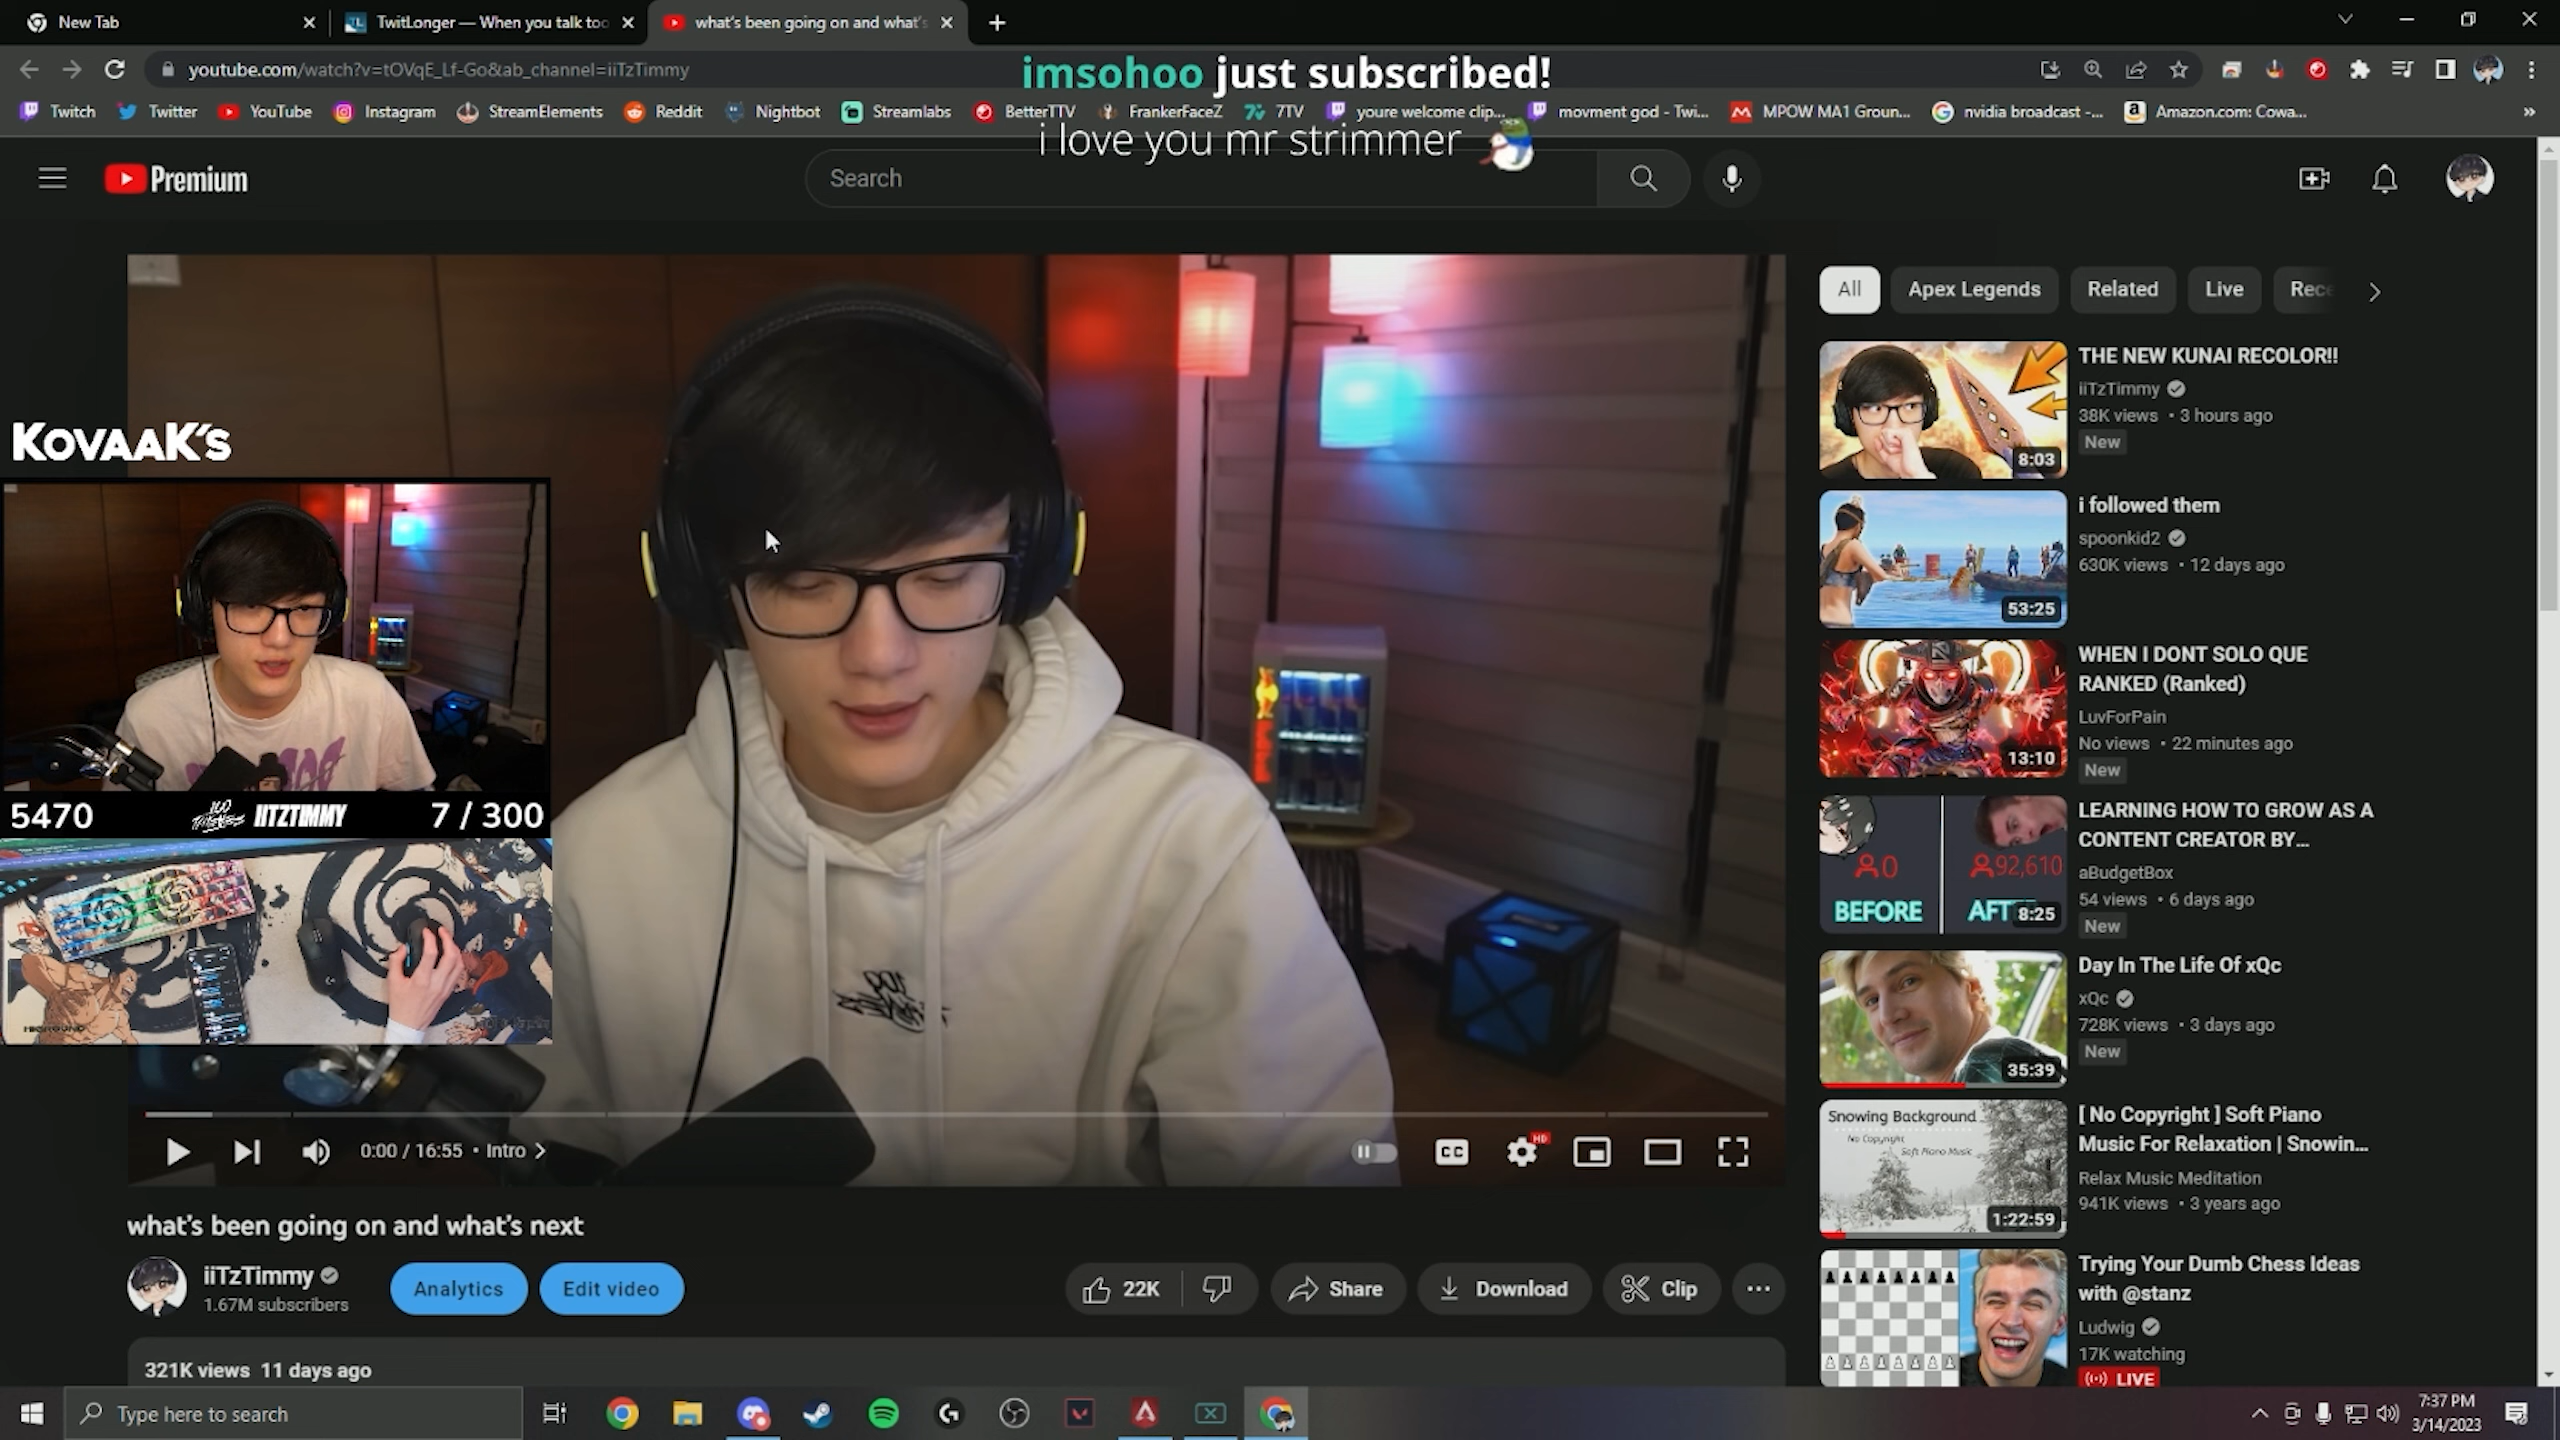 New Tab
TwitLonger — When you talk too
what's been going on and what's
youtube.com/watch?v=tOVqE_Lf-Go&ab_channel=iiTzTimmy
imsohoo just subscribed!
Twitch
Twitter
YouTube
Instagram
StreamElements
Reddit
Nightbot
Streamlabs
BetterTTV
FrankerFaceZ
7TV
youre welcome clip...
movment god - Twi...
MPOW MA1 Groun...
nvidia broadcast -...
Amazon.com: Cowa...
i love you mr strimmer
Premium
Search
All
Apex Legends
Related
Live
Rece
KOVAAK'S
5470
IITZTIMMY
7 / 300
0:00 / 16:55 • Intro
CC
HD
what's been going on and what's next
iiTzTimmy
1.67M subscribers
Analytics
Edit video
22K
Share
Download
Clip
321K views 11 days ago
8:03
THE NEW KUNAI RECOLOR!!
iiTzTimmy
38K views • 3 hours ago
New
53:25
i followed them
spoonkid2
630K views • 12 days ago
13:10
WHEN I DONT SOLO QUE
RANKED (Ranked)
LuvForPain
No views • 22 minutes ago
New
0
92,610
BEFORE
AFT
8:25
LEARNING HOW TO GROW AS A
CONTENT CREATOR BY...
aBudgetBox
54 views • 6 days ago
New
35:39
Day In The Life Of xQc
xQc
728K views • 3 days ago
New
Snowing Background
No Copyright
Soft Piano Music
1:22:59
[ No Copyright ] Soft Piano
Music For Relaxation | Snowin...
Relax Music Meditation
941K views • 3 years ago
Trying Your Dumb Chess Ideas
with @stanz
Ludwig
17K watching
LIVE
Type here to search
7:37 PM
3/14/2023